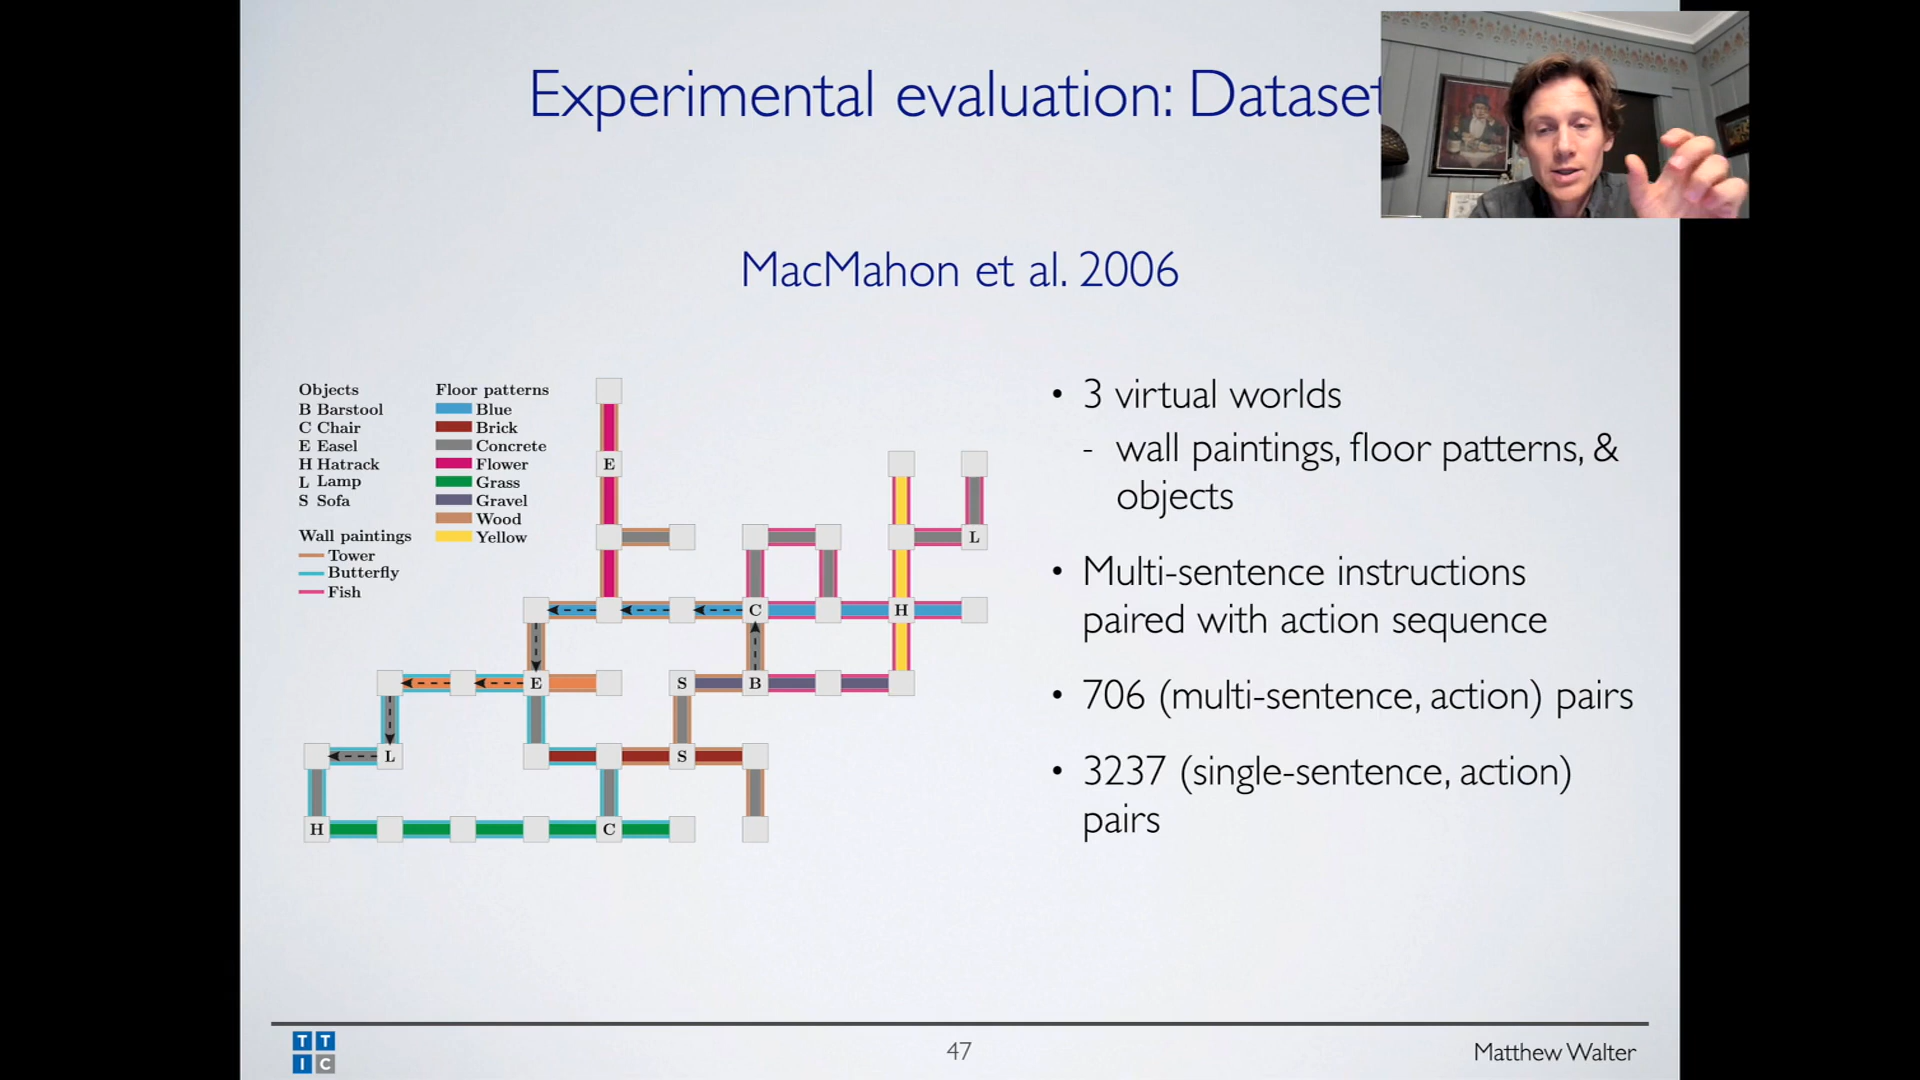 Experimental evaluation: Dataset
MacMahon et al. 2006
Objects
B Barstool
C Chair
E Easel
H Hatrack
L Lamp
S Sofa
Wall paintings
Tower
Butterfly
Fish
Floor patterns
Blue
Brick
Concrete
Flower
Grass
Gravel
Wood
Yellow
E
L
C
H
E
S
B
L
S
H
C
• 3 virtual worlds
- wall paintings, floor patterns, &
objects
• Multi-sentence instructions
paired with action sequence
• 706 (multi-sentence, action) pairs
• 3237 (single-sentence, action)
pairs
TT
IC
47
Matthew Walter